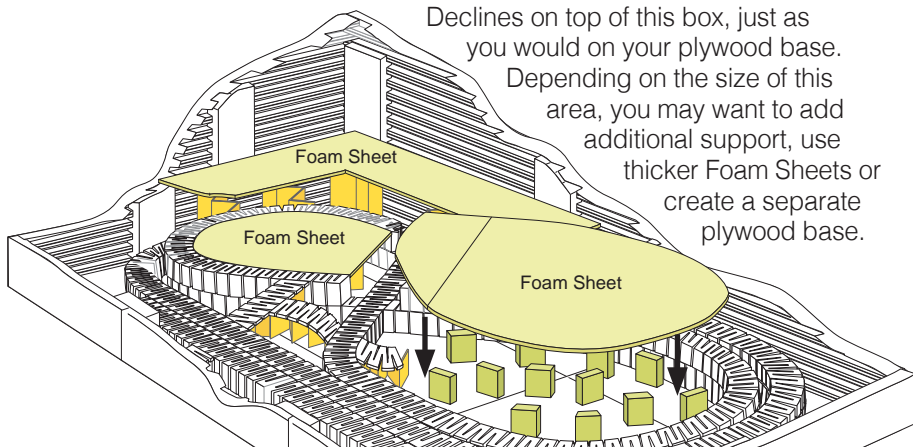 Declines on top of this box, just as
you would on your plywood base.
Depending on the size of this
area, you may want to add
additional support, use
thicker Foam Sheets or
create a separate
plywood base.
Foam Sheet
Foam Sheet
Foam Sheet